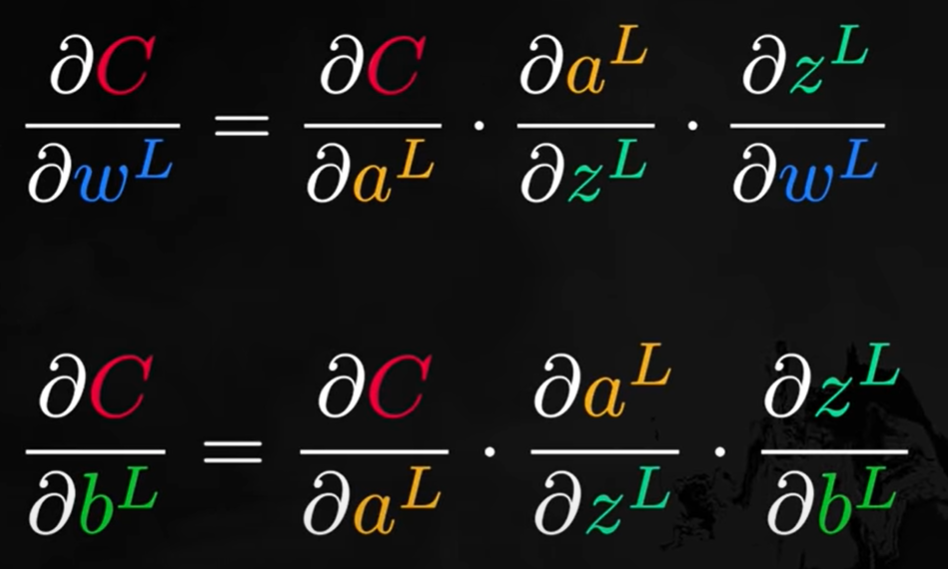 ∂C/∂w^L = ∂C/∂a^L · ∂a^L/∂z^L · ∂z^L/∂w^L
∂C/∂b^L = ∂C/∂a^L · ∂a^L/∂z^L · ∂z^L/∂b^L